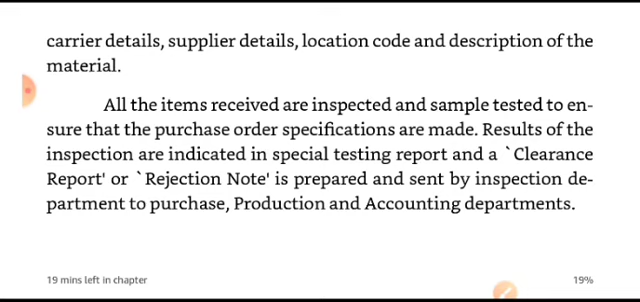 carrier details, supplier details, location code and description of the
material.
All the items received are inspected and sample tested to en-
sure that the purchase order specifications are made. Results of the
inspection are indicated in special testing report and a `Clearance
Report' or `Rejection Note' is prepared and sent by inspection de-
partment to purchase, Production and Accounting departments.
19 mins left in chapter 19%